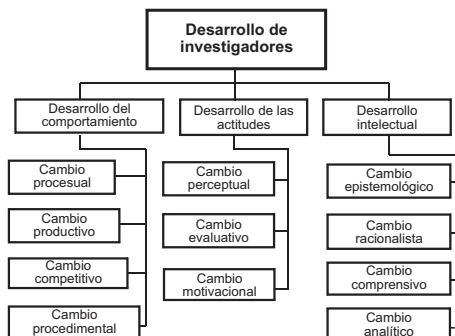 Desarrollo de
investigadores
Desarrollo del
comportamiento
Desarrollo de las
actitudes
Desarrollo
intelectual
Cambio
procesual
Cambio
productivo
Cambio
competitivo
Cambio
procedimental
Cambio
perceptual
Cambio
evaluativo
Cambio
motivacional
Cambio
epistemológico
Cambio
racionalista
Cambio
comprensivo
Cambio
analítico